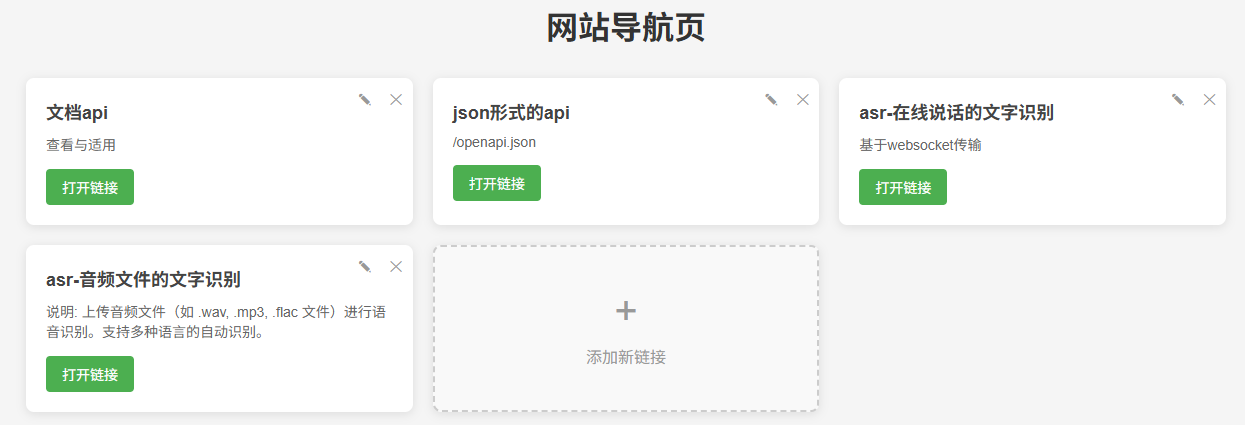 网站导航页
文档api
查看与适用
打开链接
json形式的api
/openapi.json
打开链接
asr-在线说话的文字识别
基于websocket传输
打开链接
asr-音频文件的文字识别
说明: 上传音频文件（如 .wav, .mp3, .flac 文件）进行语
音识别。支持多种语言的自动识别。
打开链接
+
添加新链接